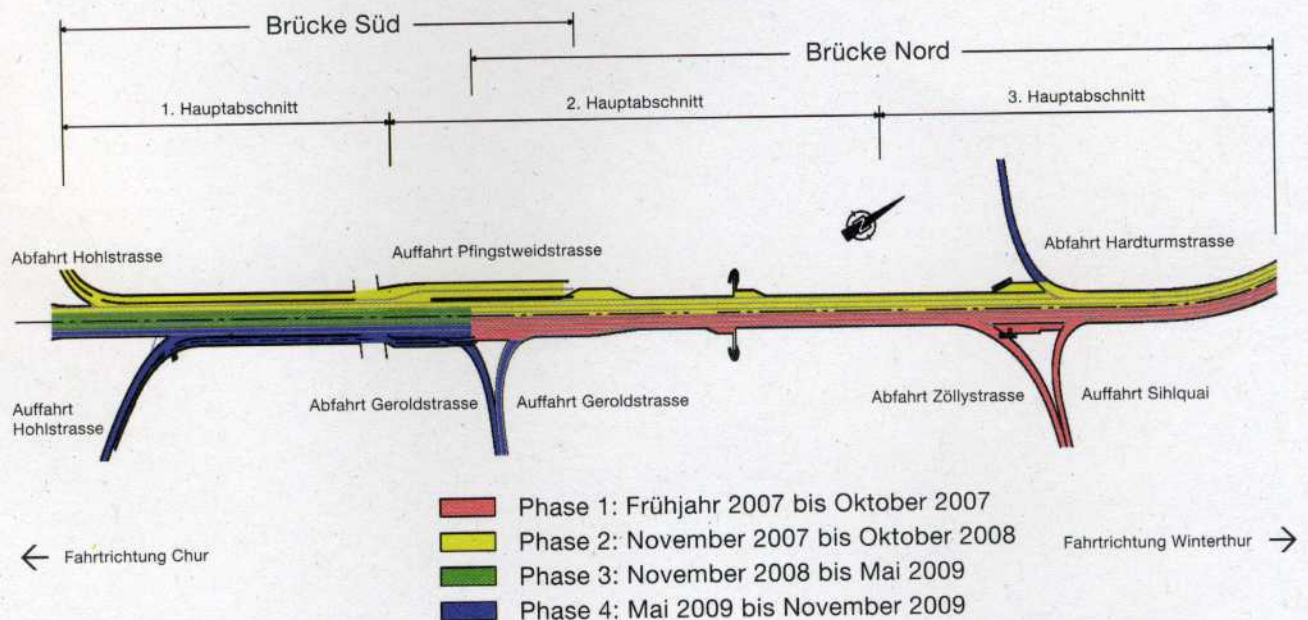 Brücke Süd
Brücke Nord
1. Hauptabschnitt
2. Hauptabschnitt
3. Hauptabschnitt
Abfahrt Hohlstrasse
Auffahrt Pfingstweidstrasse
Abfahrt Hardturmstrasse
Auffahrt
Hohlstrasse
Abfahrt Geroldstrasse
Auffahrt Geroldstrasse
Abfahrt Zöllystrasse
Auffahrt Sihlquai
Phase 1: Frühjahr 2007 bis Oktober 2007
Phase 2: November 2007 bis Oktober 2008
Phase 3: November 2008 bis Mai 2009
Phase 4: Mai 2009 bis November 2009
← Fahrtrichtung Chur
Fahrtrichtung Winterthur →